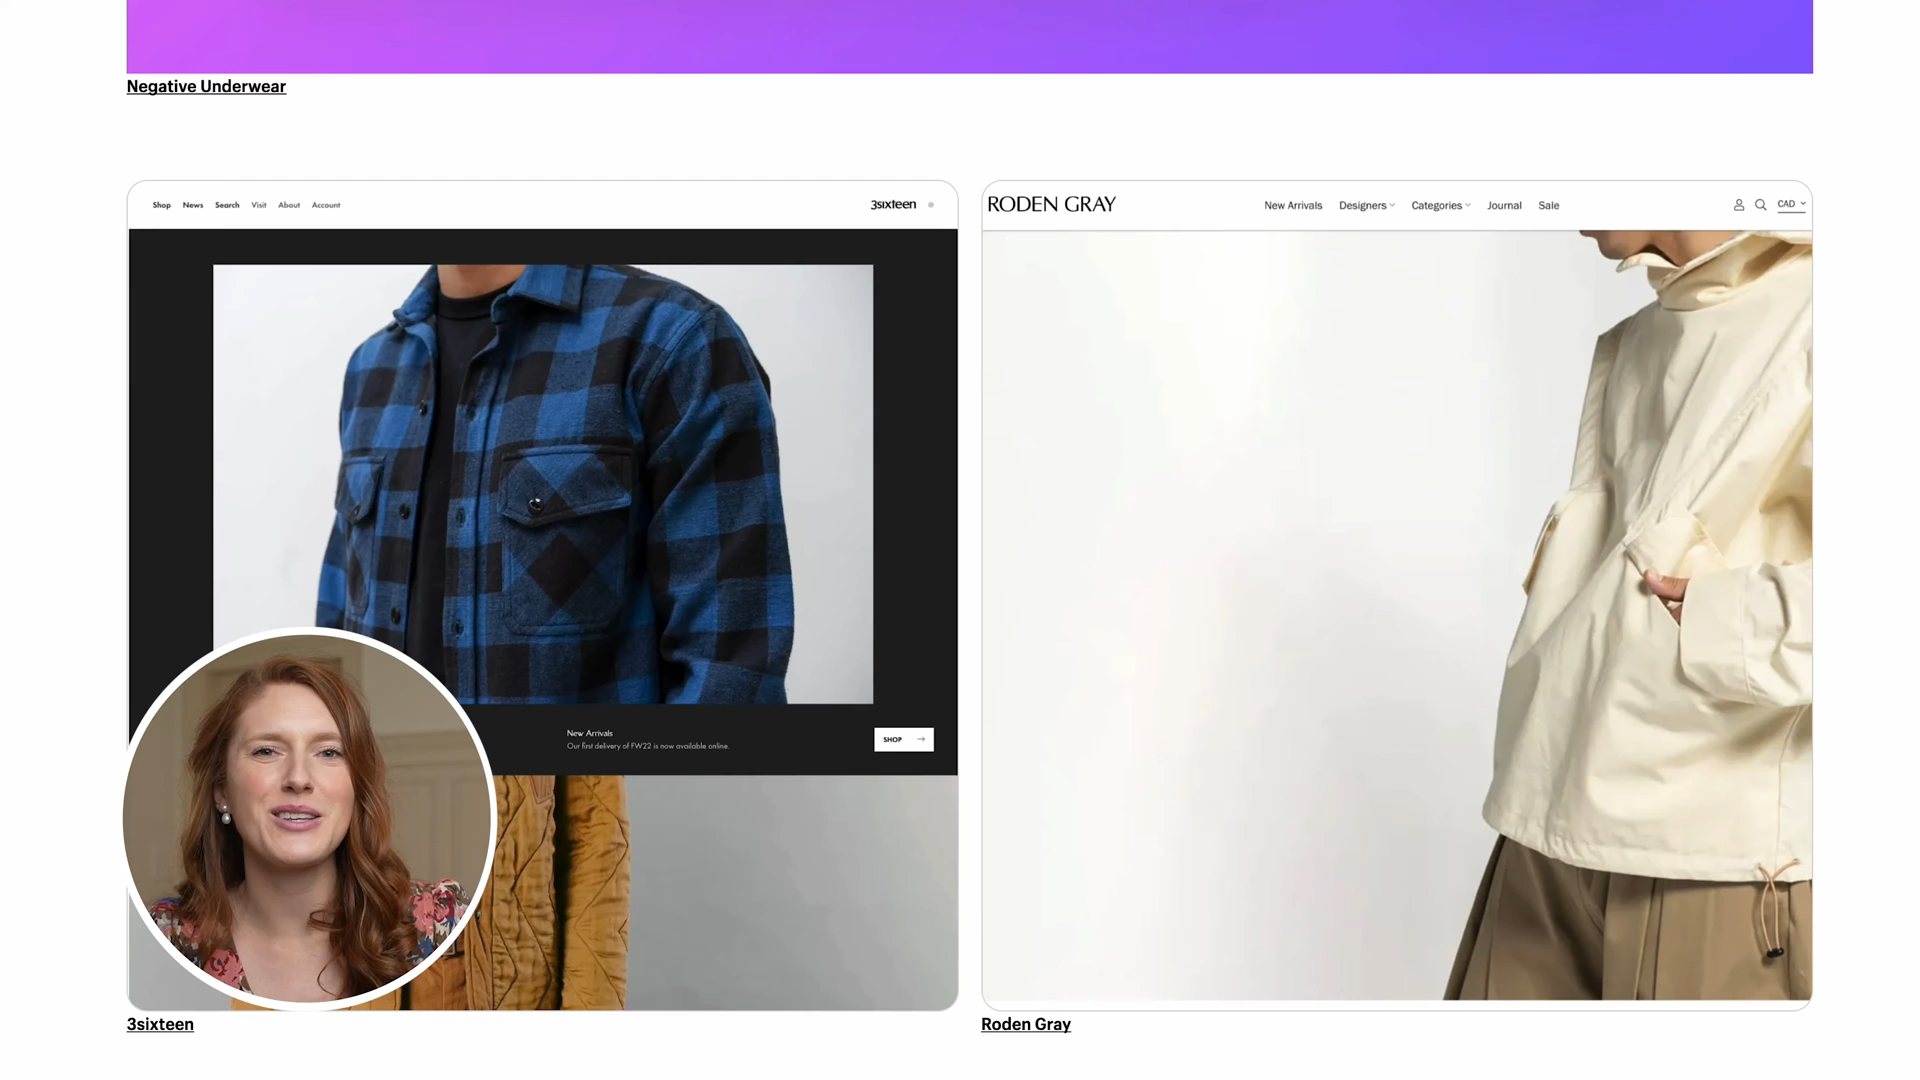 Negative Underwear
Shop News Search Visit About Account
3sixteen
RODEN GRAY
New Arrivals Designers Categories Journal Sale
CAD
New Arrivals
Our first delivery of FW22 is now available online.
SHOP
3sixteen
Roden Gray